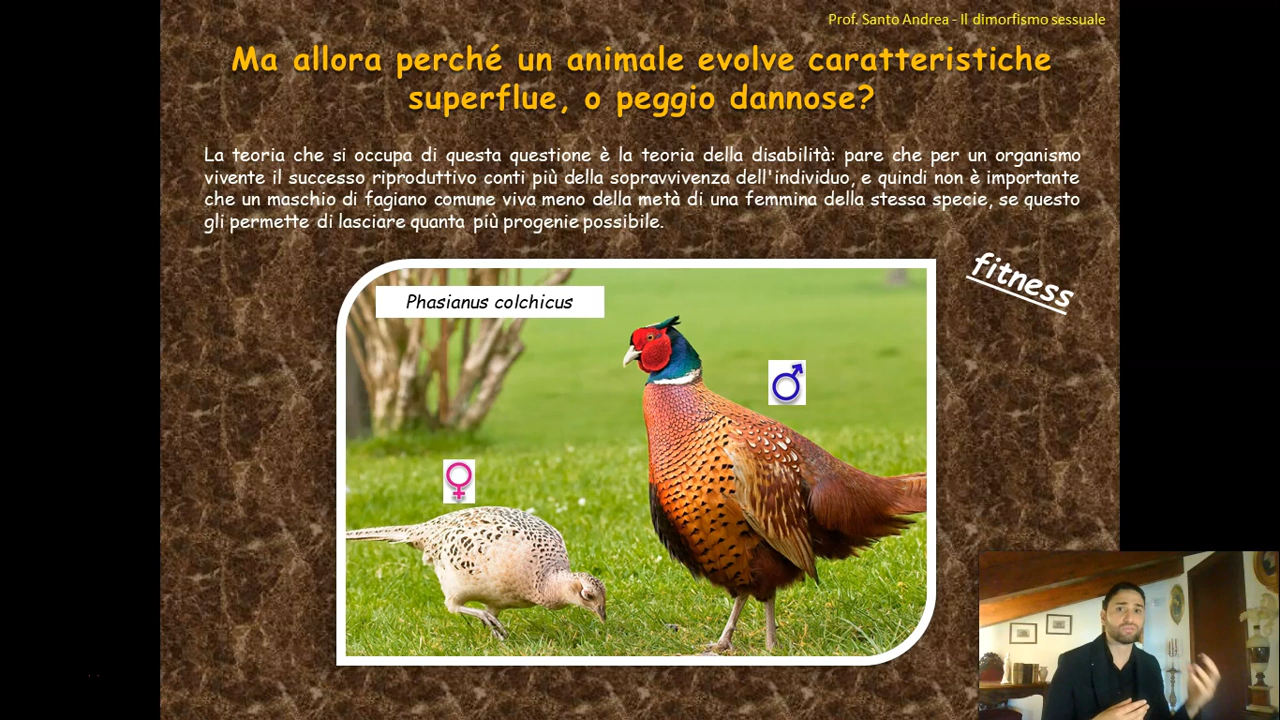 Prof. Santo Andrea - Il dimorfismo sessuale
Ma allora perché un animale evolve caratteristiche
superflue, o peggio dannose?
La teoria che si occupa di questa questione è la teoria della disabilità: pare che per un organismo
vivente il successo riproduttivo conti più della sopravvivenza dell'individuo, e quindi non è importante
che un maschio di fagiano comune viva meno della metà di una femmina della stessa specie, se questo
gli permette di lasciare quanta più progenie possibile.
fitness
Phasianus colchicus